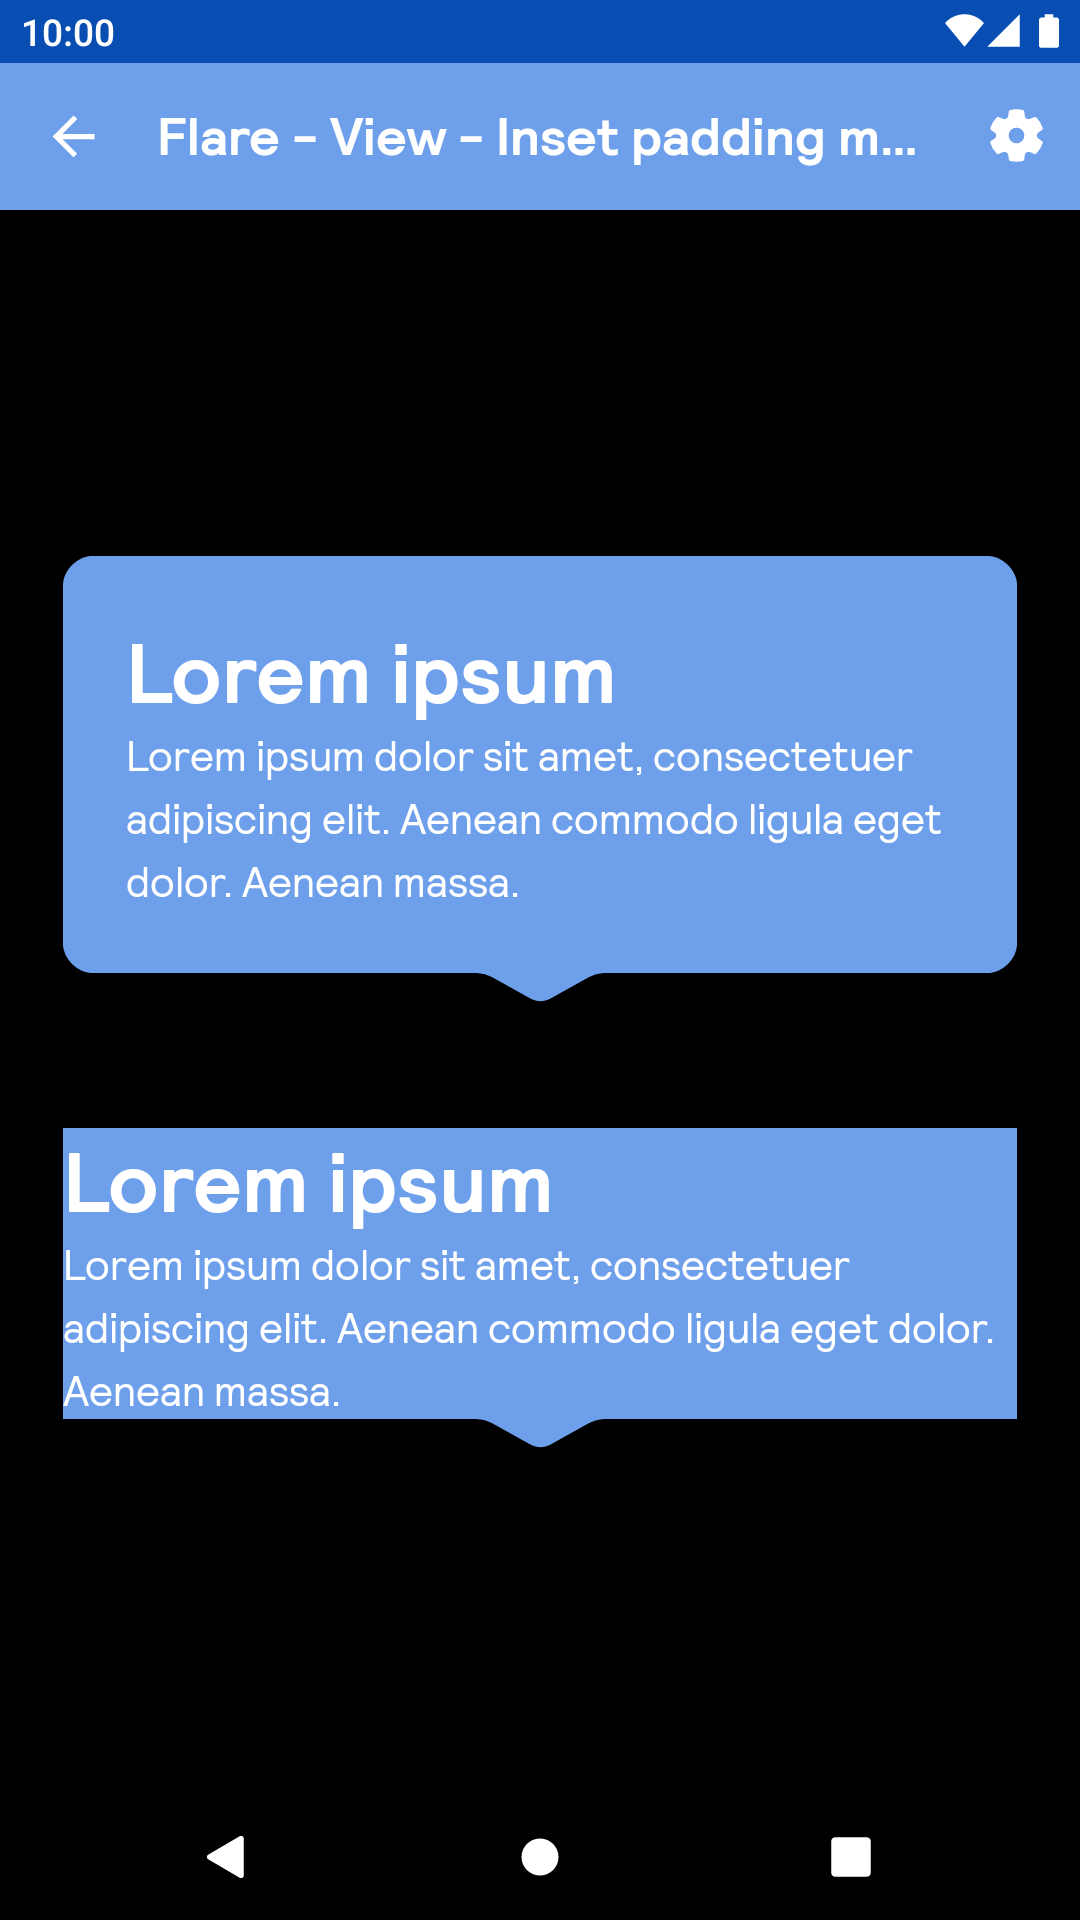 10:00
Flare - View - Inset padding m...
Lorem ipsum
Lorem ipsum dolor sit amet, consectetuer
adipiscing elit. Aenean commodo ligula eget
dolor. Aenean massa.
Lorem ipsum
Lorem ipsum dolor sit amet, consectetuer
adipiscing elit. Aenean commodo ligula eget dolor.
Aenean massa.